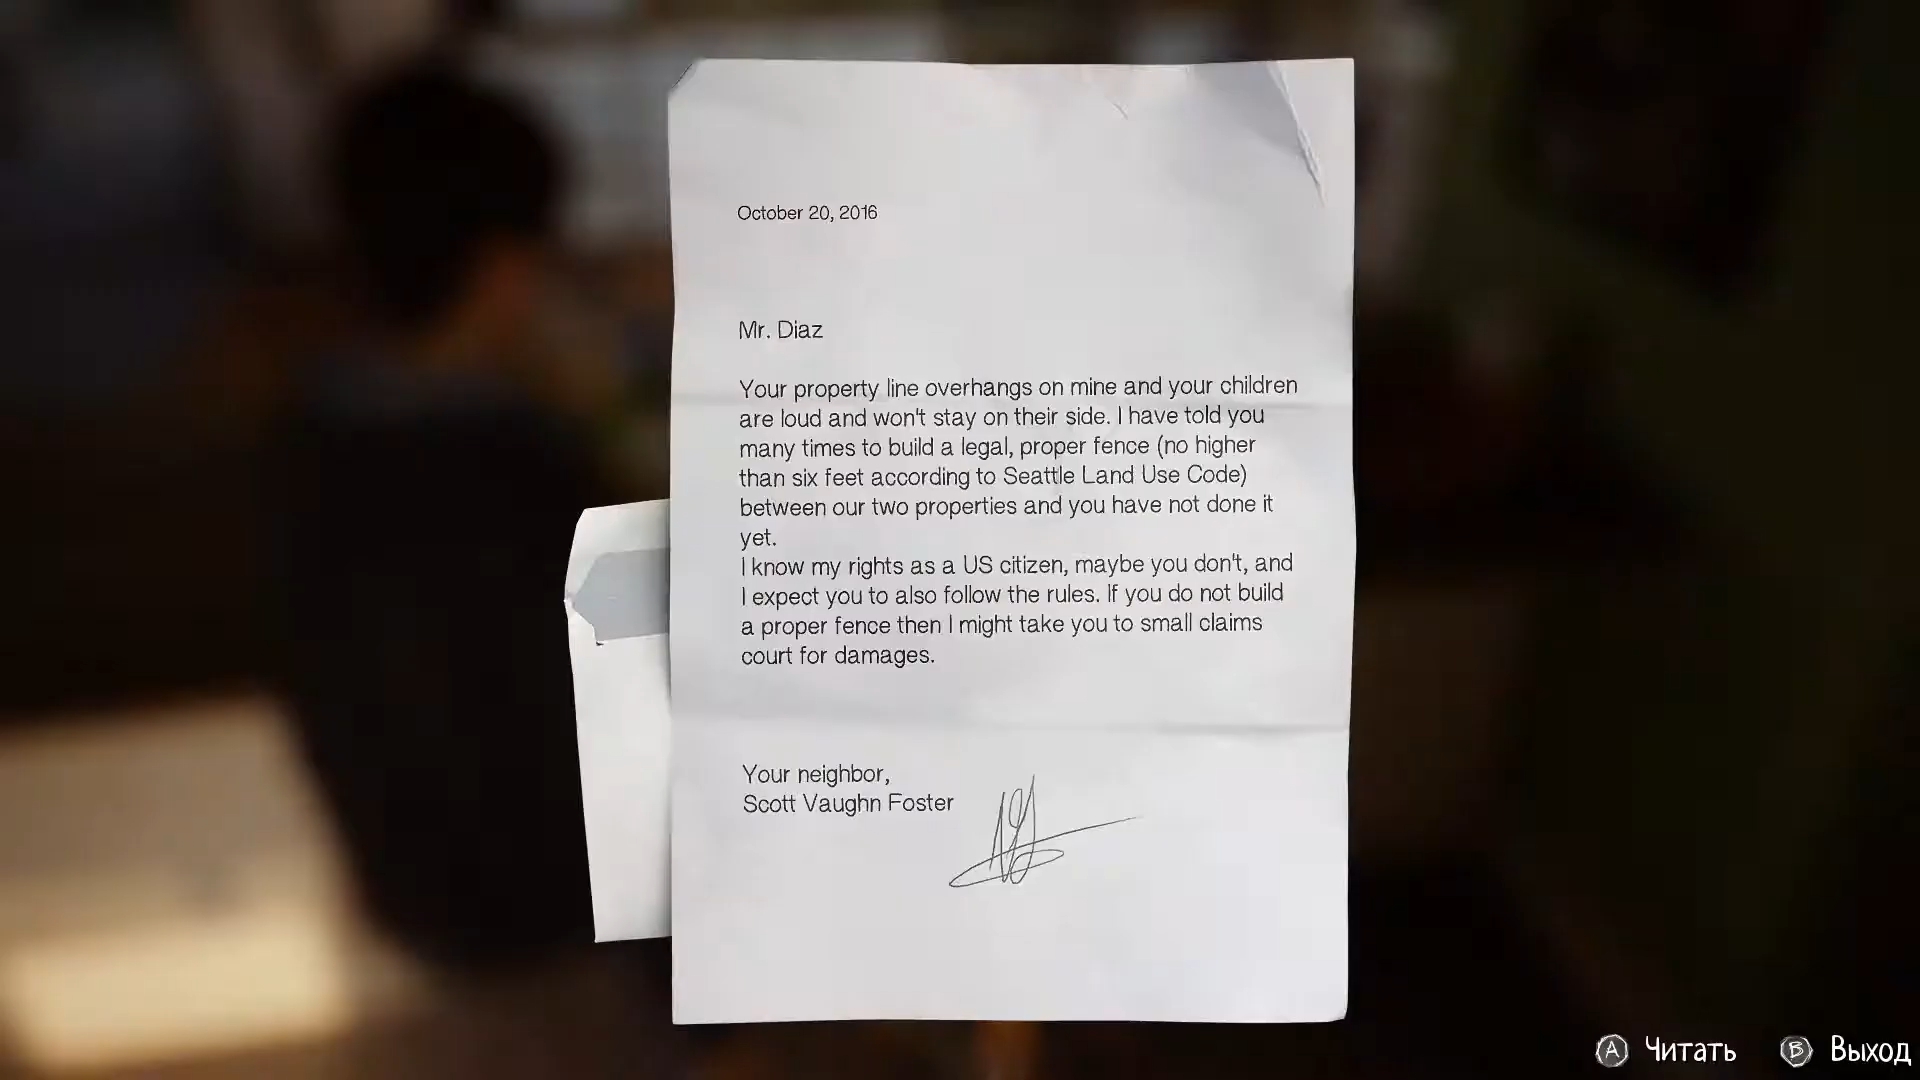 October 20, 2016
Mr. Diaz
Your property line overhangs on mine and your children
are loud and won't stay on their side. I have told you
many times to build a legal, proper fence (no higher
than six feet according to Seattle Land Use Code)
between our two properties and you have not done it
yet.
I know my rights as a US citizen, maybe you don't, and
I expect you to also follow the rules. If you do not build
a proper fence then I might take you to small claims
court for damages.
Your neighbor,
Scott Vaughn Foster
A Читать B Выход